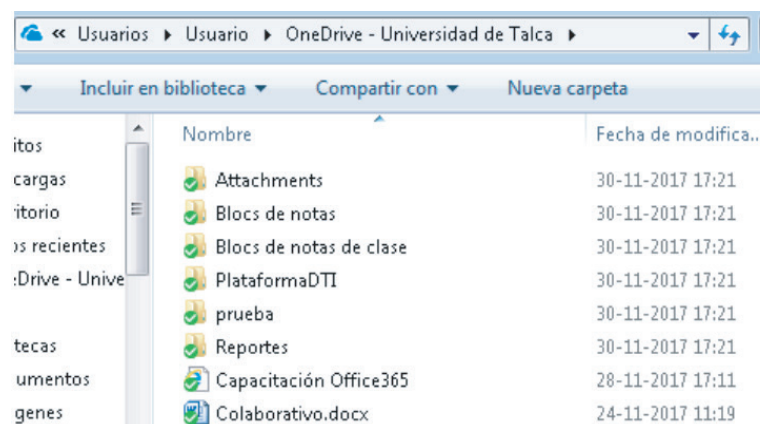 « Usuarios ▸ Usuario ▸ OneDrive - Universidad de Talca ▸
Incluir en biblioteca Compartir con Nueva carpeta
itos
cargas
ritorio
os recientes
eDrive - Unive
tecas
umentos
genes
Nombre Fecha de modifica...
Attachments 30-11-2017 17:21
Blocs de notas 30-11-2017 17:21
Blocs de notas de clase 30-11-2017 17:21
PlataformaDTI 30-11-2017 17:21
prueba 30-11-2017 17:21
Reportes 30-11-2017 17:21
Capacitación Office365 28-11-2017 17:11
Colaborativo.docx 24-11-2017 11:19